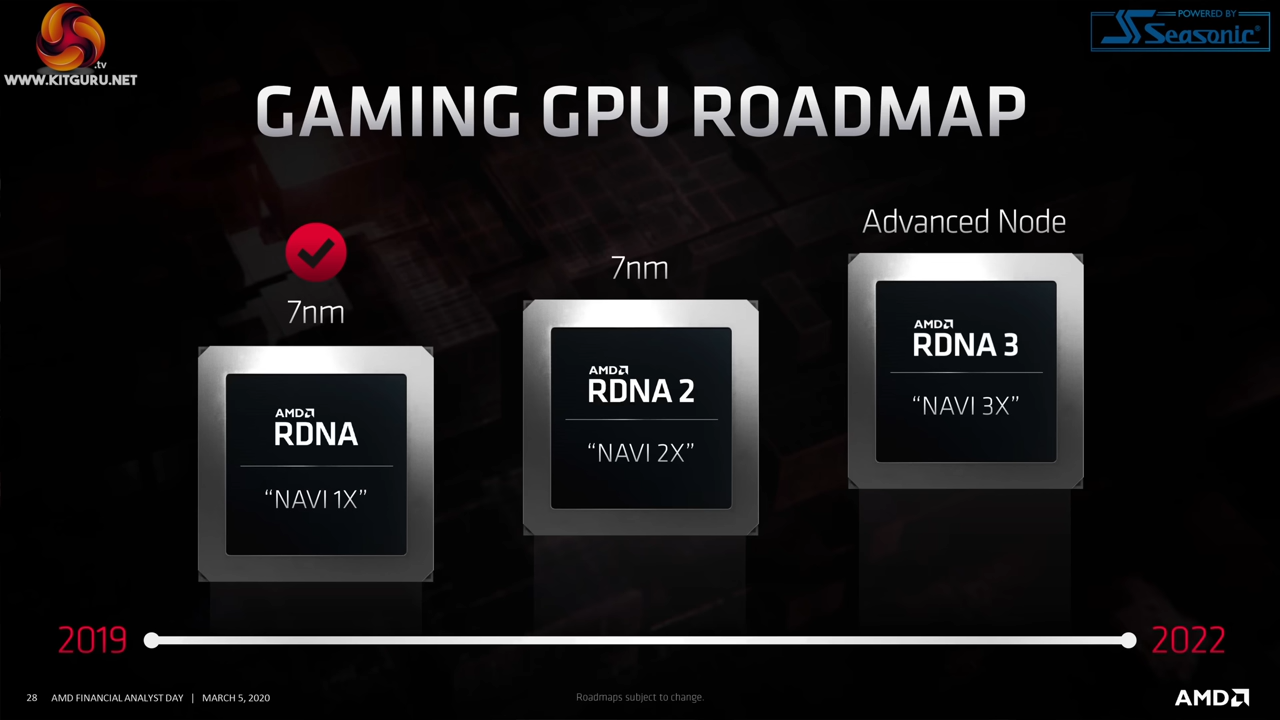 .tv
WWW.KITGURU.NET
POWERED BY
Seasonic®
GAMING GPU ROADMAP
7nm
AMD
RDNA
“NAVI 1X”
7nm
AMD
RDNA 2
“NAVI 2X”
Advanced Node
AMD
RDNA 3
“NAVI 3X”
2019
2022
28 AMD FINANCIAL ANALYST DAY | MARCH 5, 2020
Roadmaps subject to change.
AMD